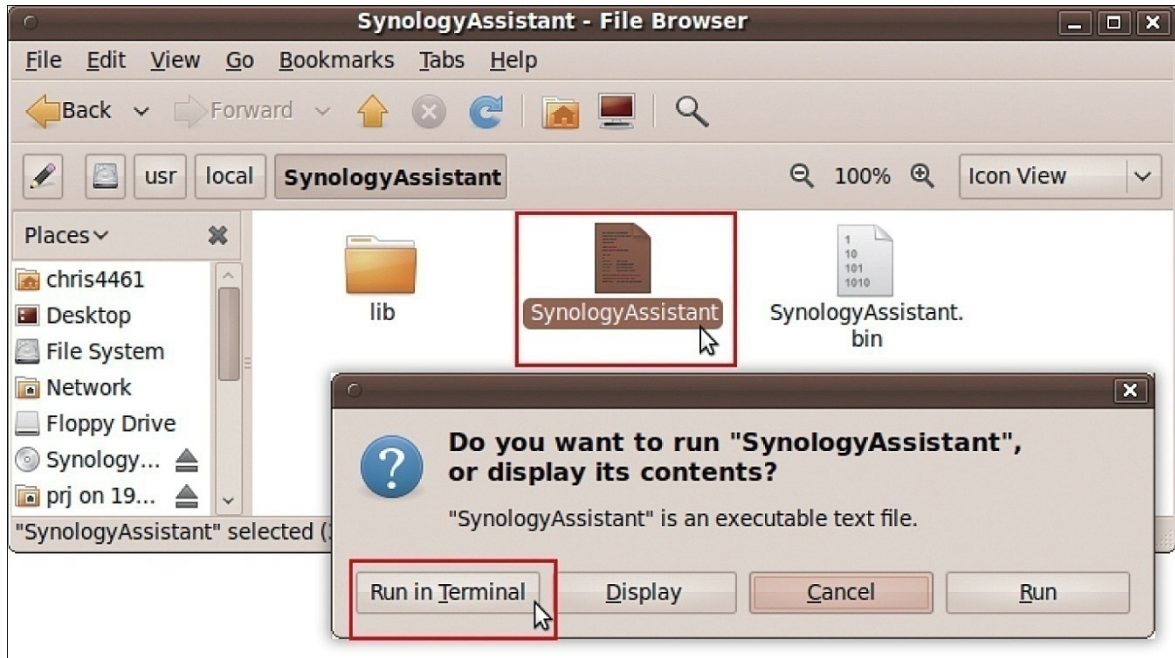 SynologyAssistant - File Browser
File Edit View Go Bookmarks Tabs Help
Back Forward
usr local SynologyAssistant 100% Icon View
Places
chris4461
Desktop
File System
Network
Floppy Drive
Synology...
prj on 19...
lib
SynologyAssistant
1
10
101
1010
SynologyAssistant.
bin
"SynologyAssistant" selected (
Do you want to run "SynologyAssistant",
or display its contents?
"SynologyAssistant" is an executable text file.
Run in Terminal Display Cancel Run